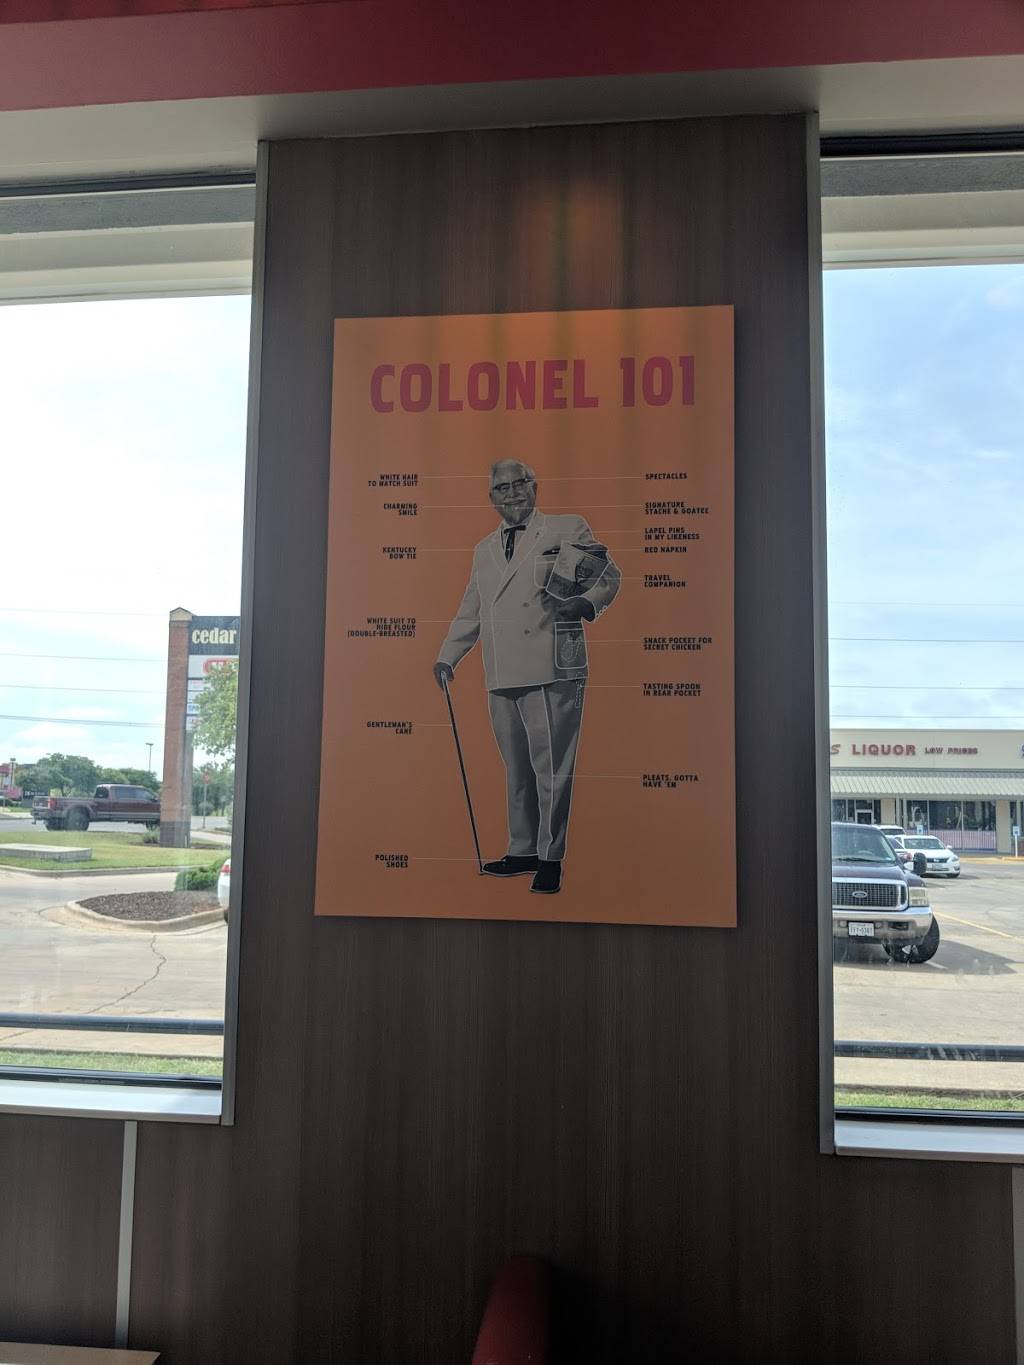 COLONEL 101
WHITE HAIR
TO MATCH SUIT
CHARMING
SMILE
KENTUCKY
BOW TIE
WHITE SUIT TO
HIDE FLOUR
(DOUBLE-BREASTED)
GENTLEMAN'S
CANE
POLISHED
SHOES
SPECTACLES
SIGNATURE
STACHE & GOATEE
LAPEL PINS
IN MY LIKENESS
RED NAPKIN
TRAVEL
COMPANION
SNACK POCKET FOR
SECRET CHICKEN
TASTING SPOON
IN REAR POCKET
PLEATS. GOTTA
HAVE 'EM
cedar
LIQUOR LOW PRICES